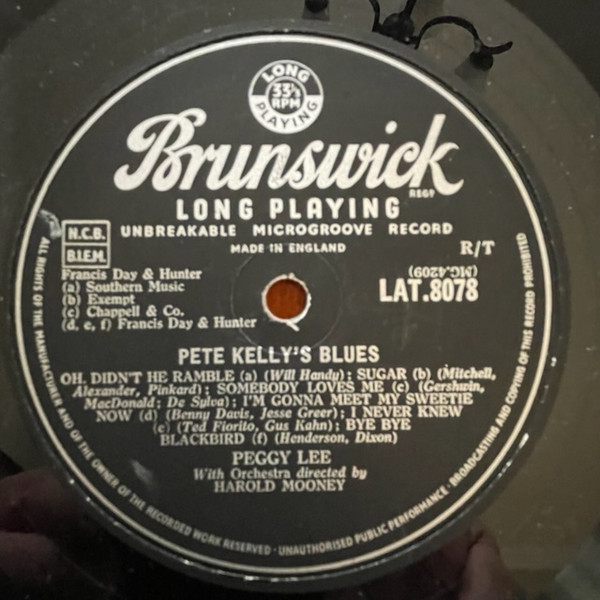 LONG
33⅓
RPM
PLAYING
Brunswick
REGD
LONG PLAYING
UNBREAKABLE MICROGROOVE RECORD
MADE IN ENGLAND
N.C.B.
B.I.E.M.
R/T
Francis Day & Hunter
(a) Southern Music
(b) Exempt
(c) Chappell & Co.
(d, e, f) Francis Day & Hunter
(MG.4209)
LAT.8078
PETE KELLY'S BLUES
OH. DIDN'T HE RAMBLE (a) (Will Handy); SUGAR (b) (Mitchell,
Alexander, Pinkard); SOMEBODY LOVES ME (c) (Gershwin,
MacDonald; De Sylva); I'M GONNA MEET MY SWEETIE
NOW (d) (Benny Davis, Jesse Greer); I NEVER KNEW
(e) (Ted Fiorito, Gus Kahn); BYE BYE
BLACKBIRD (f) (Henderson, Dixon)
PEGGY LEE
With Orchestra directed by
HAROLD MOONEY
ALL RIGHTS OF THE MANUFACTURER AND OF THE OWNER OF THE RECORDED WORK RESERVED · UNAUTHORISED PUBLIC PERFORMANCE · BROADCASTING AND COPYING OF THIS RECORD PROHIBITED